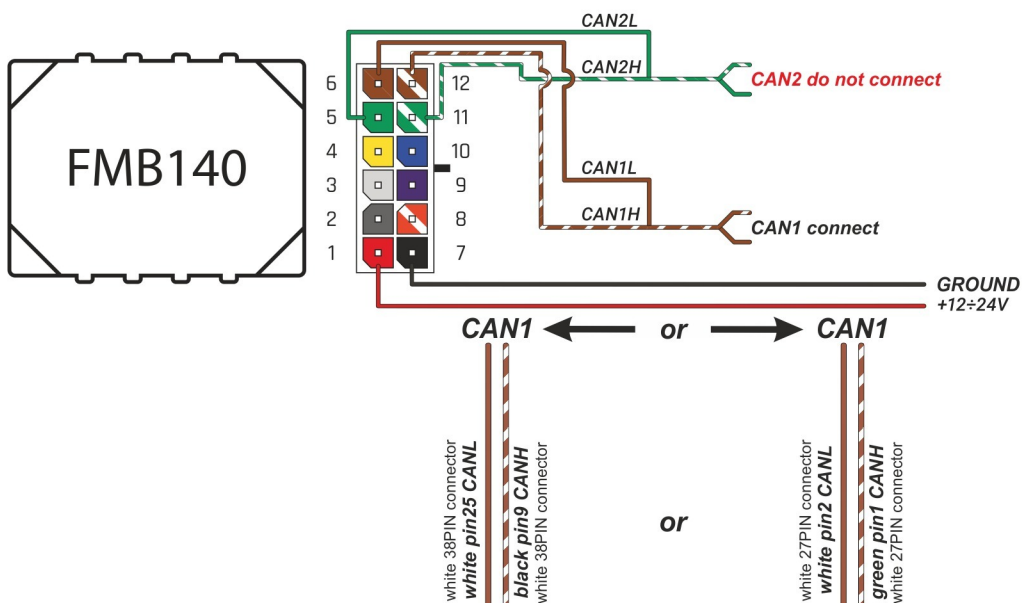 FMB140
CAN2L
CAN2H
CAN2 do not connect
6 12
5 11
4 10
3 9
2 8
1 7
CAN1L
CAN1H
CAN1 connect
GROUND
+12÷24V
CAN1 or CAN1
white 38PIN connector
white pin25 CANL
black pin9 CANH
white 38PIN connector
or
white 27PIN connector
white pin2 CANL
green pin1 CANH
white 27PIN connector